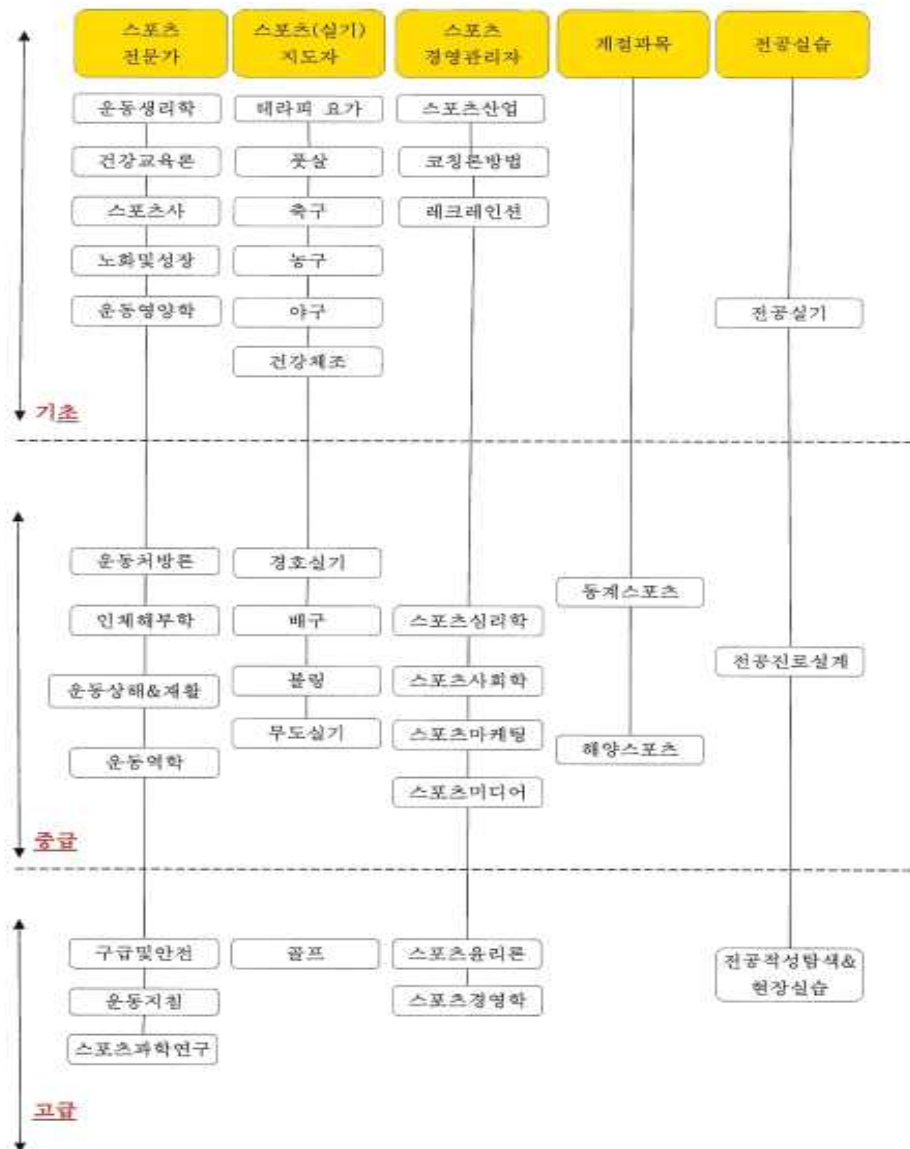 스포츠
전문가
스포츠(실기)
지도자
스포츠
경영관리자
계절과목
전공실습
운동생리학
테라피 요가
스포츠산업
건강교육론
풋살
코칭론방법
스포츠사
축구
레크레인션
노화및성장
농구
운동영양학
야구
전공실기
건강체조
기초
운동처방론
경호실기
동계스포츠
인체해부학
배구
스포츠심리학
전공진로설계
운동상해&재활
볼링
스포츠사회학
무도실기
스포츠마케팅
해양스포츠
운동역학
스포츠미디어
중급
구급및안전
골프
스포츠윤리론
전공적성탐색&
현장실습
운동지침
스포츠경영학
스포츠과학연구
고급